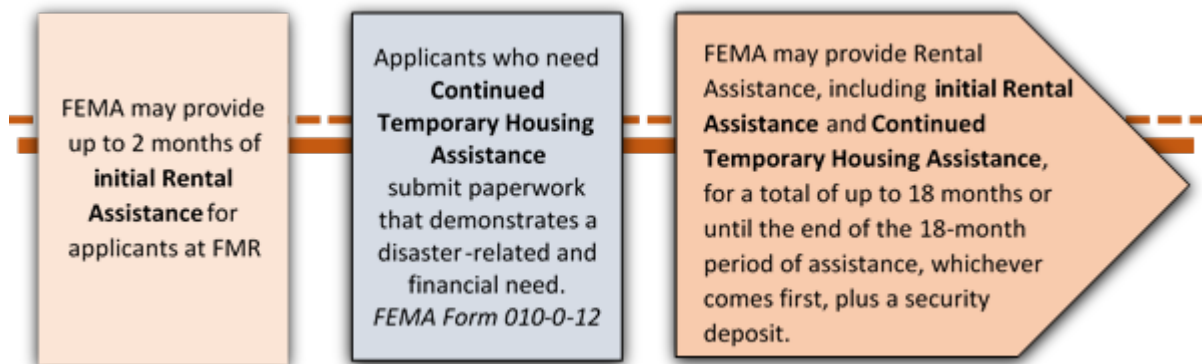 FEMA may provide
up to 2 months of
initial Rental
Assistance for
applicants at FMR
Applicants who need
Continued
Temporary Housing
Assistance
submit paperwork
that demonstrates a
disaster-related and
financial need.
FEMA Form 010-0-12
FEMA may provide Rental
Assistance, including initial Rental
Assistance and Continued
Temporary Housing Assistance,
for a total of up to 18 months or
until the end of the 18-month
period of assistance, whichever
comes first, plus a security
deposit.